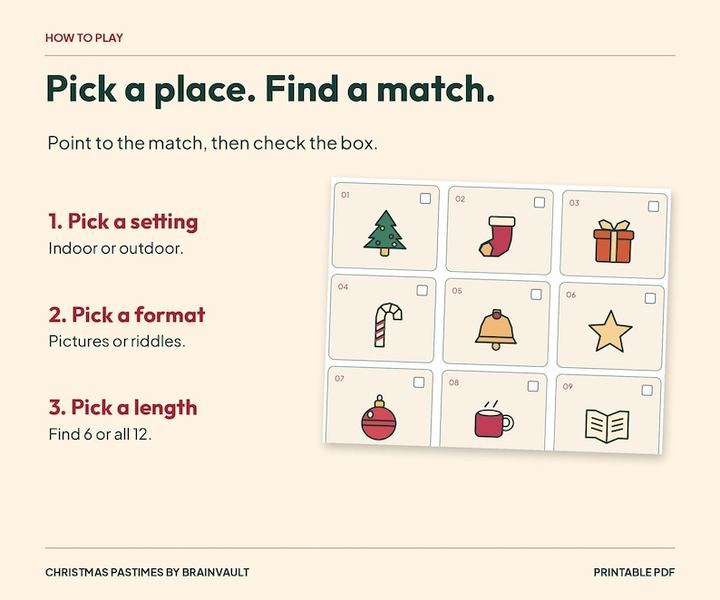 HOW TO PLAY
Pick a place. Find a match.
Point to the match, then check the box.
1. Pick a setting
Indoor or outdoor.
2. Pick a format
Pictures or riddles.
3. Pick a length
Find 6 or all 12.
01
02
03
04
05
06
07
08
09
CHRISTMAS PASTIMES BY BRAINVAULT
PRINTABLE PDF